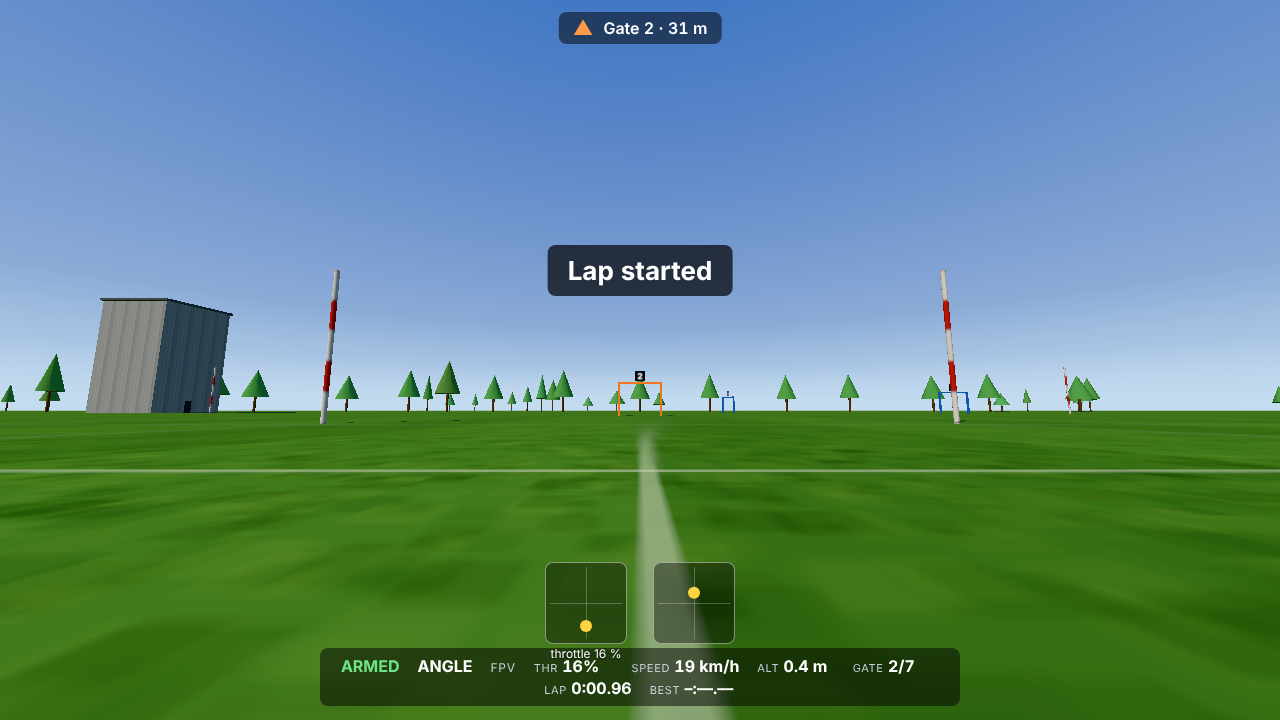 Gate 2 · 31 m
Lap started
2
throttle 16 %
ARMED ANGLE FPV THR 16% SPEED 19 km/h ALT 0.4 m GATE 2/7
LAP 0:00.96 BEST –:––.––